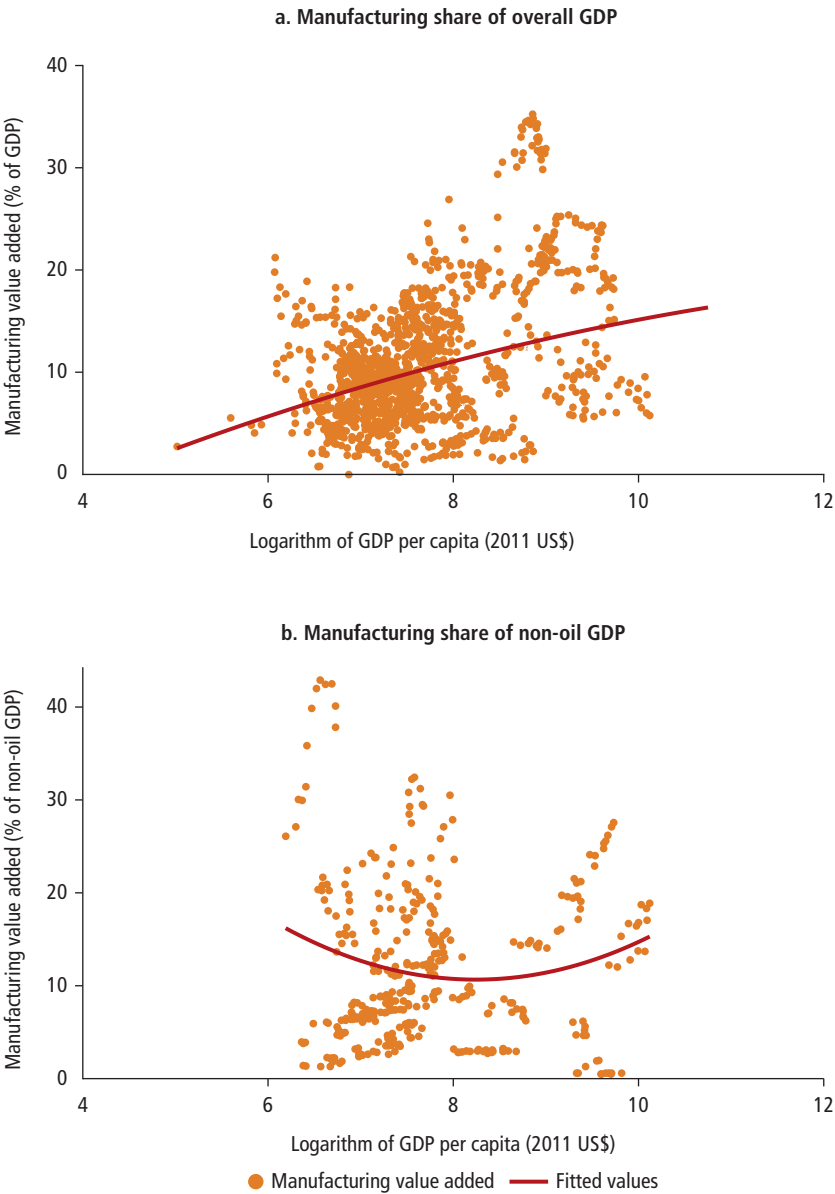 a. Manufacturing share of overall GDP
Manufacturing value added (% of GDP)
40
30
20
10
0
4
6
8
10
12
Logarithm of GDP per capita (2011 US$)
b. Manufacturing share of non-oil GDP
Manufacturing value added (% of non-oil GDP)
40
30
20
10
0
4
6
8
10
12
Logarithm of GDP per capita (2011 US$)
Manufacturing value added
Fitted values